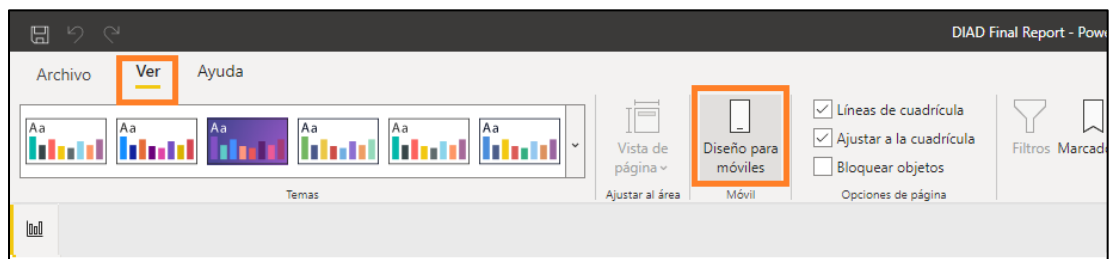 DIAD Final Report - Powe
Archivo Ver Ayuda
Aa Aa Aa Aa Aa Aa
Vista de página
Diseño para móviles
Líneas de cuadrícula
Ajustar a la cuadrícula
Bloquear objetos
Filtros Marcado
Temas Ajustar al área Móvil Opciones de página